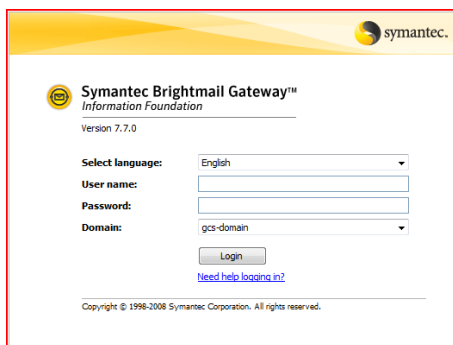 symantec.
Symantec Brightmail Gateway™
Information Foundation
Version 7.7.0
Select language: English
User name:
Password:
Domain: gcs-domain
Login
Need help logging in?
Copyright © 1998-2008 Symantec Corporation. All rights reserved.